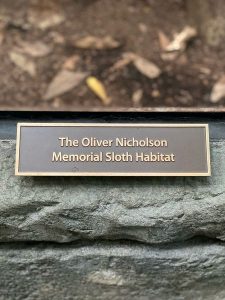 The Oliver Nicholson
Memorial Sloth Habitat